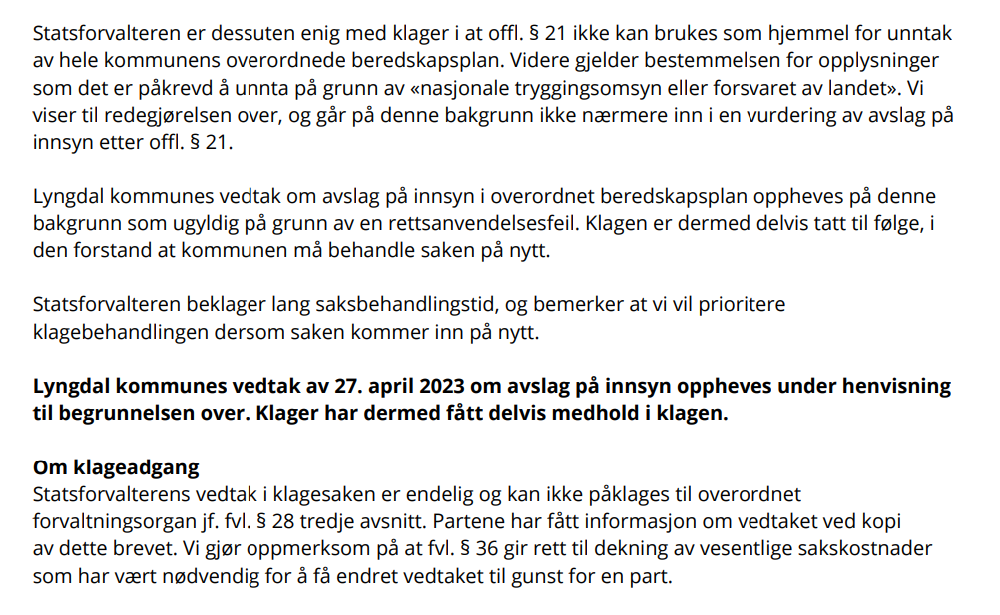 Statsforvalteren er dessuten enig med klager i at offl. § 21 ikke kan brukes som hjemmel for unntak
av hele kommunens overordnede beredskapsplan. Videre gjelder bestemmelsen for opplysninger
som det er påkrevd å unnta på grunn av «nasjonale tryggingsomsyn eller forsvaret av landet». Vi
viser til redegjørelsen over, og går på denne bakgrunn ikke nærmere inn i en vurdering av avslag på
innsyn etter offl. § 21.
Lyngdal kommunes vedtak om avslag på innsyn i overordnet beredskapsplan oppheves på denne
bakgrunn som ugyldig på grunn av en rettsanvendelsesfeil. Klagen er dermed delvis tatt til følge, i
den forstand at kommunen må behandle saken på nytt.
Statsforvalteren beklager lang saksbehandlingstid, og bemerker at vi vil prioritere
klagebehandlingen dersom saken kommer inn på nytt.
Lyngdal kommunes vedtak av 27. april 2023 om avslag på innsyn oppheves under henvisning
til begrunnelsen over. Klager har dermed fått delvis medhold i klagen.
Om klageadgang
Statsforvalterens vedtak i klagesaken er endelig og kan ikke påklages til overordnet
forvaltningsorgan jf. fvl. § 28 tredje avsnitt. Partene har fått informasjon om vedtaket ved kopi
av dette brevet. Vi gjør oppmerksom på at fvl. § 36 gir rett til dekning av vesentlige sakskostnader
som har vært nødvendig for å få endret vedtaket til gunst for en part.